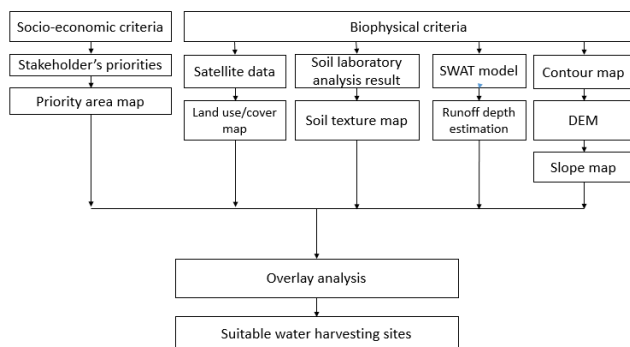 Socio-economic criteria
Biophysical criteria
Stakeholder's priorities
Satellite data
Soil laboratory
analysis result
SWAT model
Contour map
Priority area map
Land use/cover
map
Soil texture map
Runoff depth
estimation
DEM
Slope map
Overlay analysis
Suitable water harvesting sites